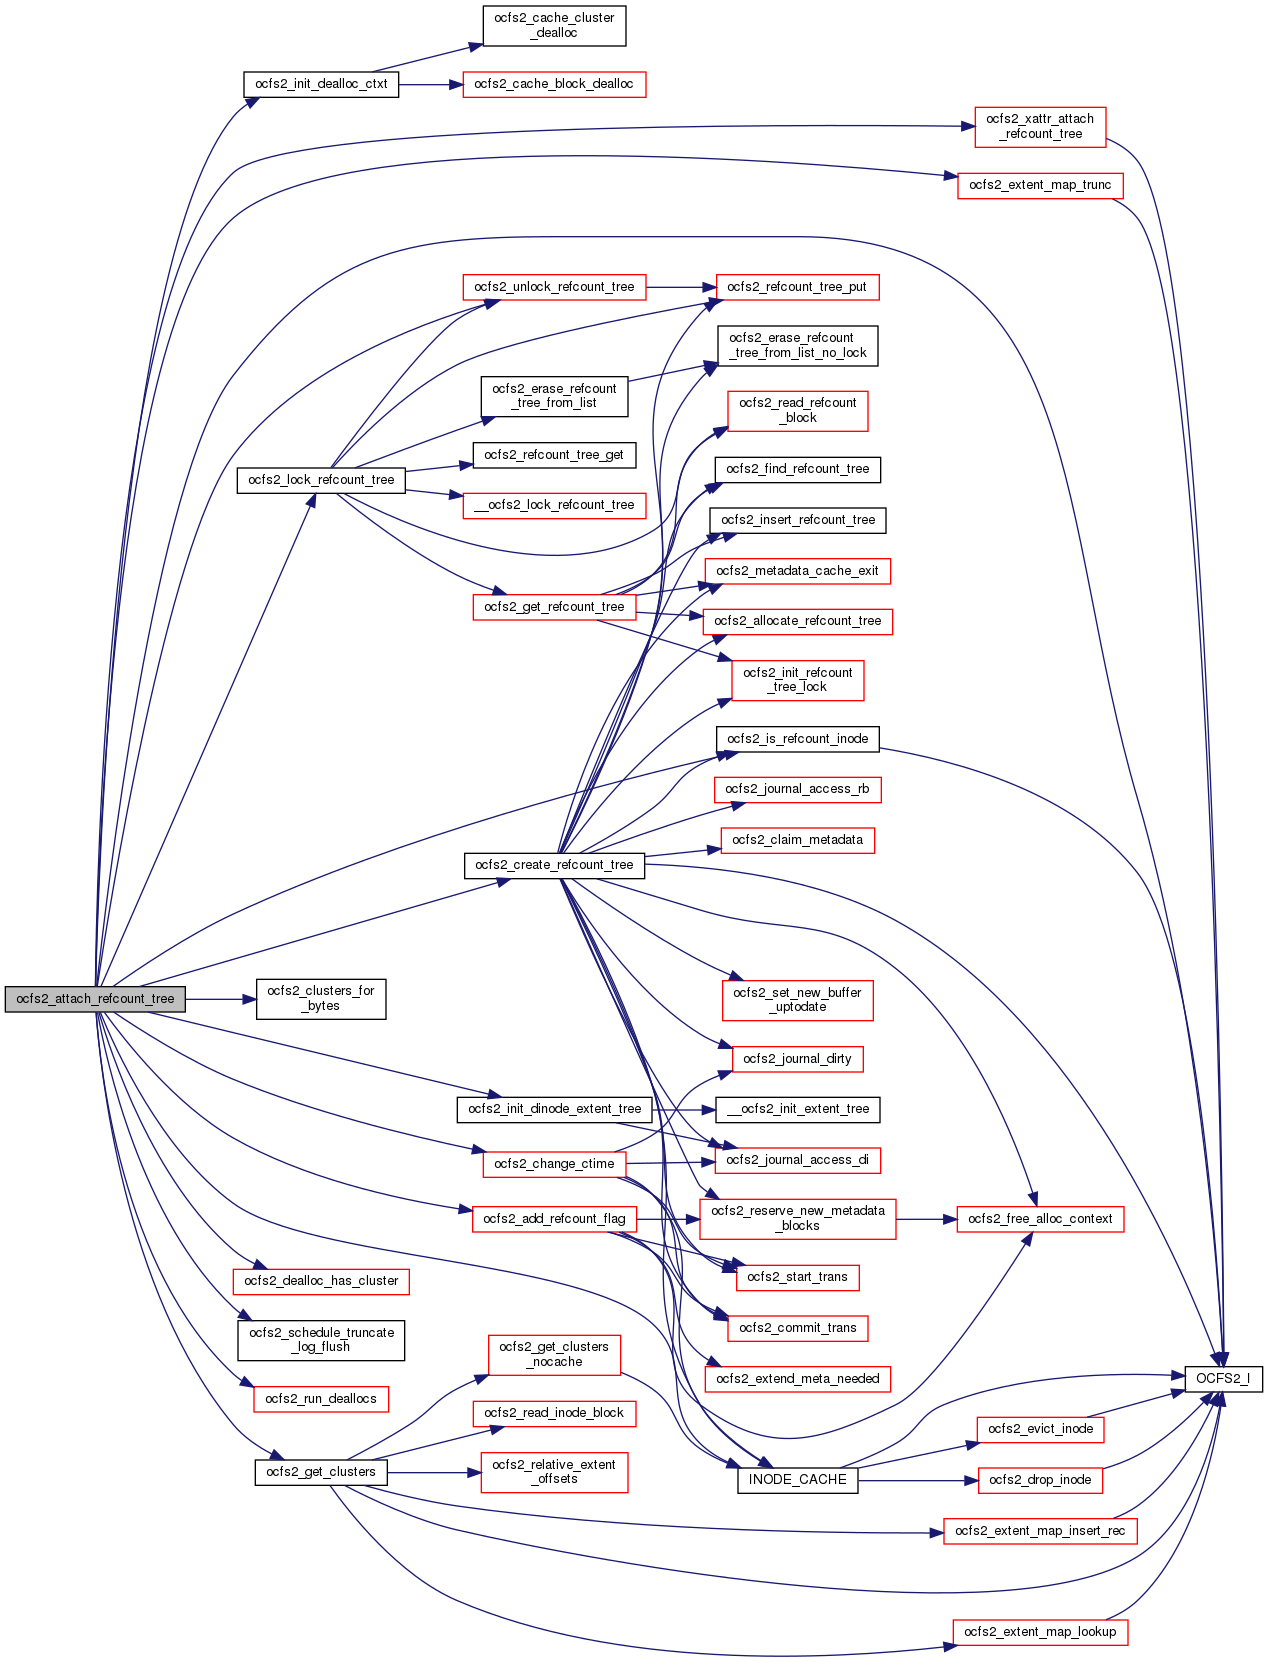 ocfs2_cache_cluster
_dealloc
ocfs2_init_dealloc_ctxt
ocfs2_cache_block_dealloc
ocfs2_xattr_attach
_refcount_tree
ocfs2_extent_map_trunc
ocfs2_unlock_refcount_tree
ocfs2_refcount_tree_put
ocfs2_erase_refcount
_tree_from_list_no_lock
ocfs2_erase_refcount
_tree_from_list
ocfs2_read_refcount
_block
ocfs2_refcount_tree_get
ocfs2_lock_refcount_tree
ocfs2_find_refcount_tree
__ocfs2_lock_refcount_tree
ocfs2_insert_refcount_tree
ocfs2_metadata_cache_exit
ocfs2_get_refcount_tree
ocfs2_allocate_refcount_tree
ocfs2_init_refcount
_tree_lock
ocfs2_is_refcount_inode
ocfs2_journal_access_rb
ocfs2_claim_metadata
ocfs2_create_refcount_tree
ocfs2_attach_refcount_tree
ocfs2_clusters_for
_bytes
ocfs2_set_new_buffer
_uptodate
ocfs2_journal_dirty
ocfs2_init_dinode_extent_tree
__ocfs2_init_extent_tree
ocfs2_change_ctime
ocfs2_journal_access_di
ocfs2_add_refcount_flag
ocfs2_reserve_new_metadata
_blocks
ocfs2_free_alloc_context
ocfs2_dealloc_has_cluster
ocfs2_start_trans
ocfs2_schedule_truncate
_log_flush
ocfs2_commit_trans
ocfs2_get_clusters
_nocache
ocfs2_extend_meta_needed
OCFS2_I
ocfs2_run_deallocs
ocfs2_read_inode_block
ocfs2_evict_inode
ocfs2_get_clusters
ocfs2_relative_extent
_offsets
INODE_CACHE
ocfs2_drop_inode
ocfs2_extent_map_insert_rec
ocfs2_extent_map_lookup